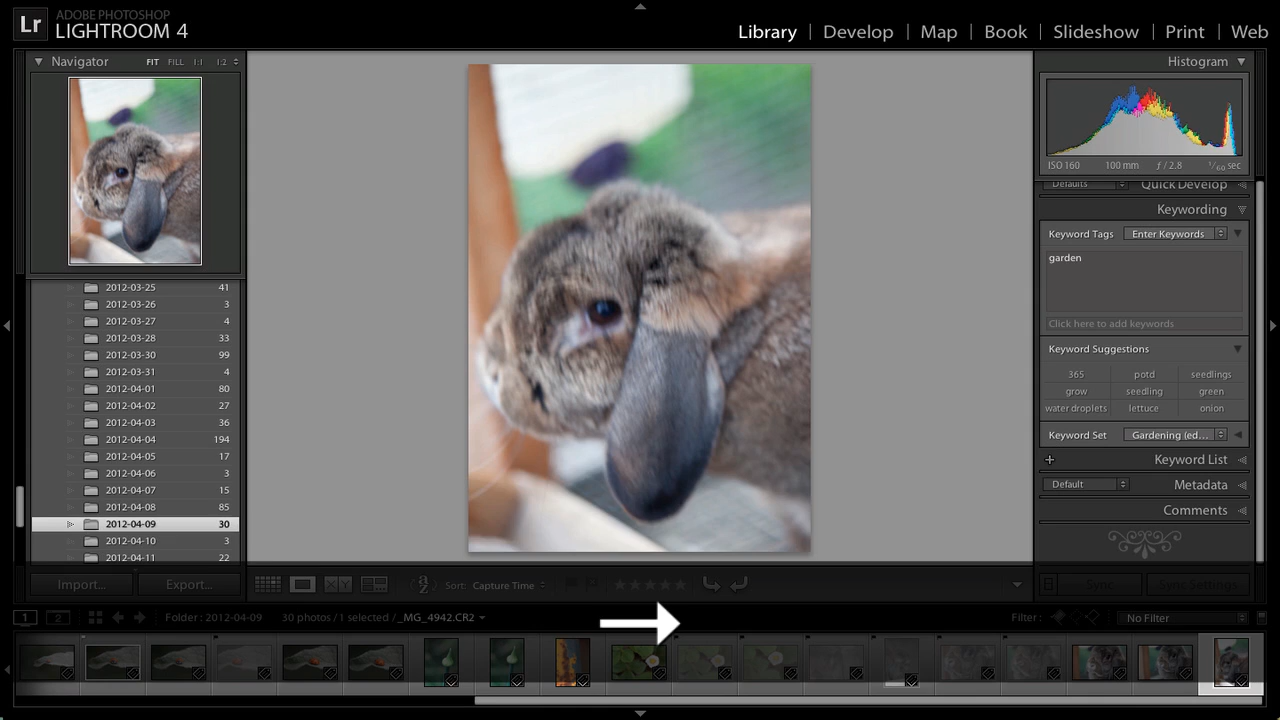 Lr
ADOBE PHOTOSHOP
LIGHTROOM 4
Library | Develop | Map | Book | Slideshow | Print | Web
Navigator FIT FILL 1:1 1:2
2012-03-25 41
2012-03-26 3
2012-03-27 4
2012-03-28 33
2012-03-30 99
2012-03-31 4
2012-04-01 80
2012-04-02 27
2012-04-03 36
2012-04-04 194
2012-04-05 17
2012-04-06 3
2012-04-07 15
2012-04-08 85
2012-04-09 30
2012-04-10 3
2012-04-11 22
Import... Export...
Histogram
ISO 160 100 mm ƒ / 2.8 1/60 sec
Defaults Quick Develop
Keywording
Keyword Tags Enter Keywords
garden
Click here to add keywords
Keyword Suggestions
365 potd seedlings
grow seedling green
water droplets lettuce onion
Keyword Set Gardening (ed...
+ Keyword List
Default Metadata
Comments
Sync Sync Settings
X Y a z Sort: Capture Time
1 2 Folder : 2012-04-09 30 photos / 1 selected / _MG_4942.CR2 Filter : No Filter